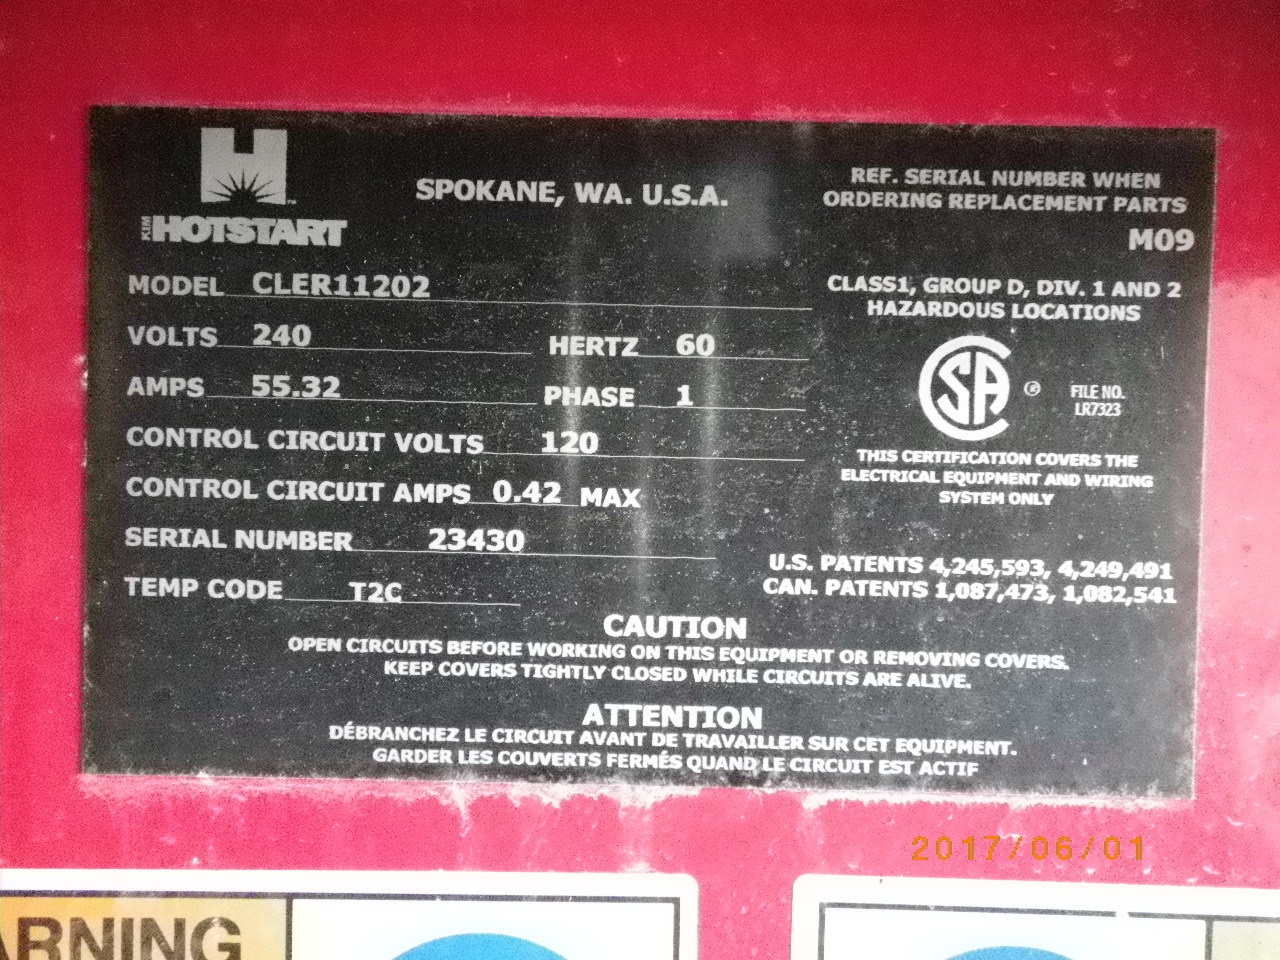 H
™
KIM HOTSTART
SPOKANE, WA. U.S.A.
REF. SERIAL NUMBER WHEN
ORDERING REPLACEMENT PARTS
M09
MODEL CLER11202
VOLTS 240 HERTZ 60
AMPS 55.32 PHASE 1
CONTROL CIRCUIT VOLTS 120
CONTROL CIRCUIT AMPS 0.42 MAX
SERIAL NUMBER 23430
TEMP CODE T2C
CLASS1, GROUP D, DIV. 1 AND 2
HAZARDOUS LOCATIONS
CSA ®
FILE NO.
LR7323
THIS CERTIFICATION COVERS THE
ELECTRICAL EQUIPMENT AND WIRING
SYSTEM ONLY
U.S. PATENTS 4,245,593, 4,249,491
CAN. PATENTS 1,087,473, 1,082,541
CAUTION
OPEN CIRCUITS BEFORE WORKING ON THIS EQUIPMENT OR REMOVING COVERS.
KEEP COVERS TIGHTLY CLOSED WHILE CIRCUITS ARE ALIVE.
ATTENTION
DÉBRANCHEZ LE CIRCUIT AVANT DE TRAVAILLER SUR CET EQUIPMENT.
GARDER LES COUVERTS FERMÉS QUAND LE CIRCUIT EST ACTIF
2017/06/01
ARNING